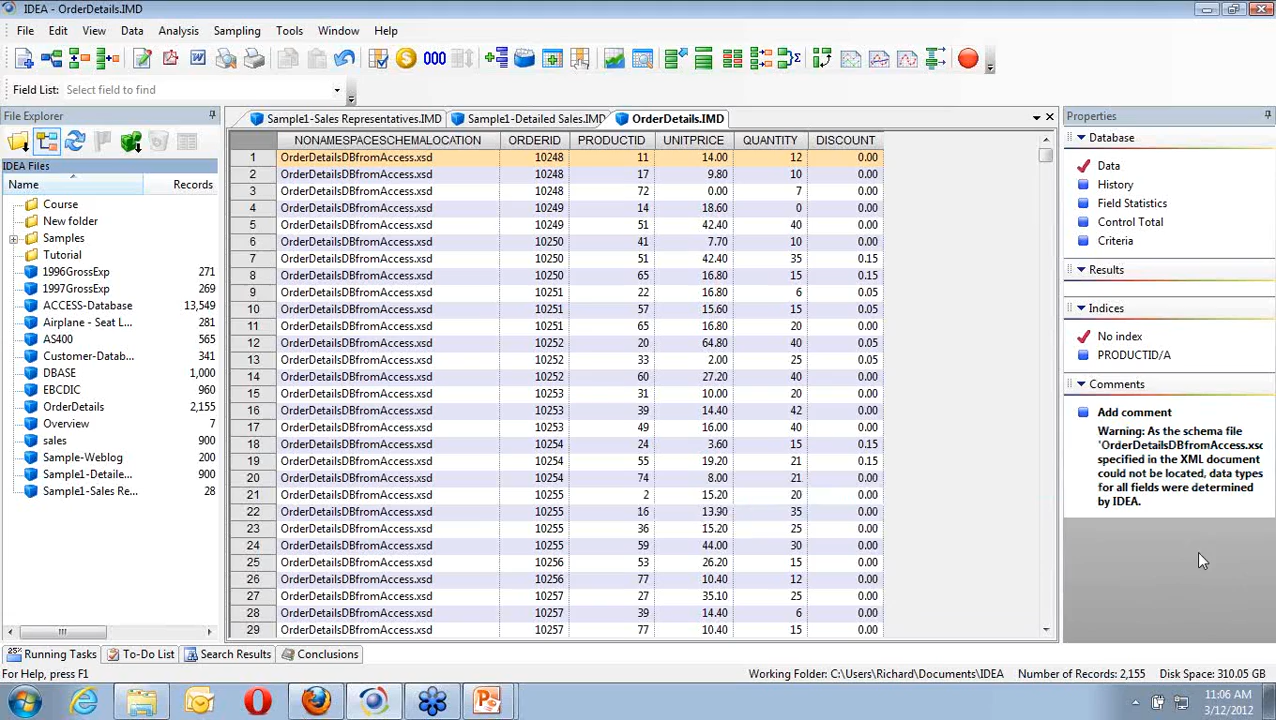 IDEA - OrderDetails.IMD
File Edit View Data Analysis Sampling Tools Window Help
000
Field List: Select field to find
File Explorer
IDEA Files
Name Records
Course
New folder
Samples
Tutorial
1996GrossExp 271
1997GrossExp 269
ACCESS-Database 13,549
Airplane - Seat L... 281
AS400 565
Customer-Datab... 341
DBASE 1,000
EBCDIC 960
OrderDetails 2,155
Overview 7
sales 900
Sample-Weblog 200
Sample1-Detaile... 900
Sample1-Sales Re... 28
Sample1-Sales Representatives.IMD Sample1-Detailed Sales.IMD OrderDetails.IMD
NONAMESPACESCHEMALOCATION ORDERID PRODUCTID UNITPRICE QUANTITY DISCOUNT
1 OrderDetailsDBfromAccess.xsd 10248 11 14.00 12 0.00
2 OrderDetailsDBfromAccess.xsd 10248 17 9.80 10 0.00
3 OrderDetailsDBfromAccess.xsd 10248 72 0.00 7 0.00
4 OrderDetailsDBfromAccess.xsd 10249 14 18.60 0 0.00
5 OrderDetailsDBfromAccess.xsd 10249 51 42.40 40 0.00
6 OrderDetailsDBfromAccess.xsd 10250 41 7.70 10 0.00
7 OrderDetailsDBfromAccess.xsd 10250 51 42.40 35 0.15
8 OrderDetailsDBfromAccess.xsd 10250 65 16.80 15 0.15
9 OrderDetailsDBfromAccess.xsd 10251 22 16.80 6 0.05
10 OrderDetailsDBfromAccess.xsd 10251 57 15.60 15 0.05
11 OrderDetailsDBfromAccess.xsd 10251 65 16.80 20 0.00
12 OrderDetailsDBfromAccess.xsd 10252 20 64.80 40 0.05
13 OrderDetailsDBfromAccess.xsd 10252 33 2.00 25 0.05
14 OrderDetailsDBfromAccess.xsd 10252 60 27.20 40 0.00
15 OrderDetailsDBfromAccess.xsd 10253 31 10.00 20 0.00
16 OrderDetailsDBfromAccess.xsd 10253 39 14.40 42 0.00
17 OrderDetailsDBfromAccess.xsd 10253 49 16.00 40 0.00
18 OrderDetailsDBfromAccess.xsd 10254 24 3.60 15 0.15
19 OrderDetailsDBfromAccess.xsd 10254 55 19.20 21 0.15
20 OrderDetailsDBfromAccess.xsd 10254 74 8.00 21 0.00
21 OrderDetailsDBfromAccess.xsd 10255 2 15.20 20 0.00
22 OrderDetailsDBfromAccess.xsd 10255 16 13.90 35 0.00
23 OrderDetailsDBfromAccess.xsd 10255 36 15.20 25 0.00
24 OrderDetailsDBfromAccess.xsd 10255 59 44.00 30 0.00
25 OrderDetailsDBfromAccess.xsd 10256 53 26.20 15 0.00
26 OrderDetailsDBfromAccess.xsd 10256 77 10.40 12 0.00
27 OrderDetailsDBfromAccess.xsd 10257 27 35.10 25 0.00
28 OrderDetailsDBfromAccess.xsd 10257 39 14.40 6 0.00
29 OrderDetailsDBfromAccess.xsd 10257 77 10.40 15 0.00
Properties
Database
Data
History
Field Statistics
Control Total
Criteria
Results
Indices
No index
PRODUCTID/A
Comments
Add comment
Warning: As the schema file
'OrderDetailsDBfromAccess.xsd
specified in the XML document
could not be located, data types
for all fields were determined
by IDEA.
Running Tasks To-Do List Search Results Conclusions
For Help, press F1 Working Folder: C:\Users\Richard\Documents\IDEA Number of Records: 2,155 Disk Space: 310.05 GB
11:06 AM
3/12/2012